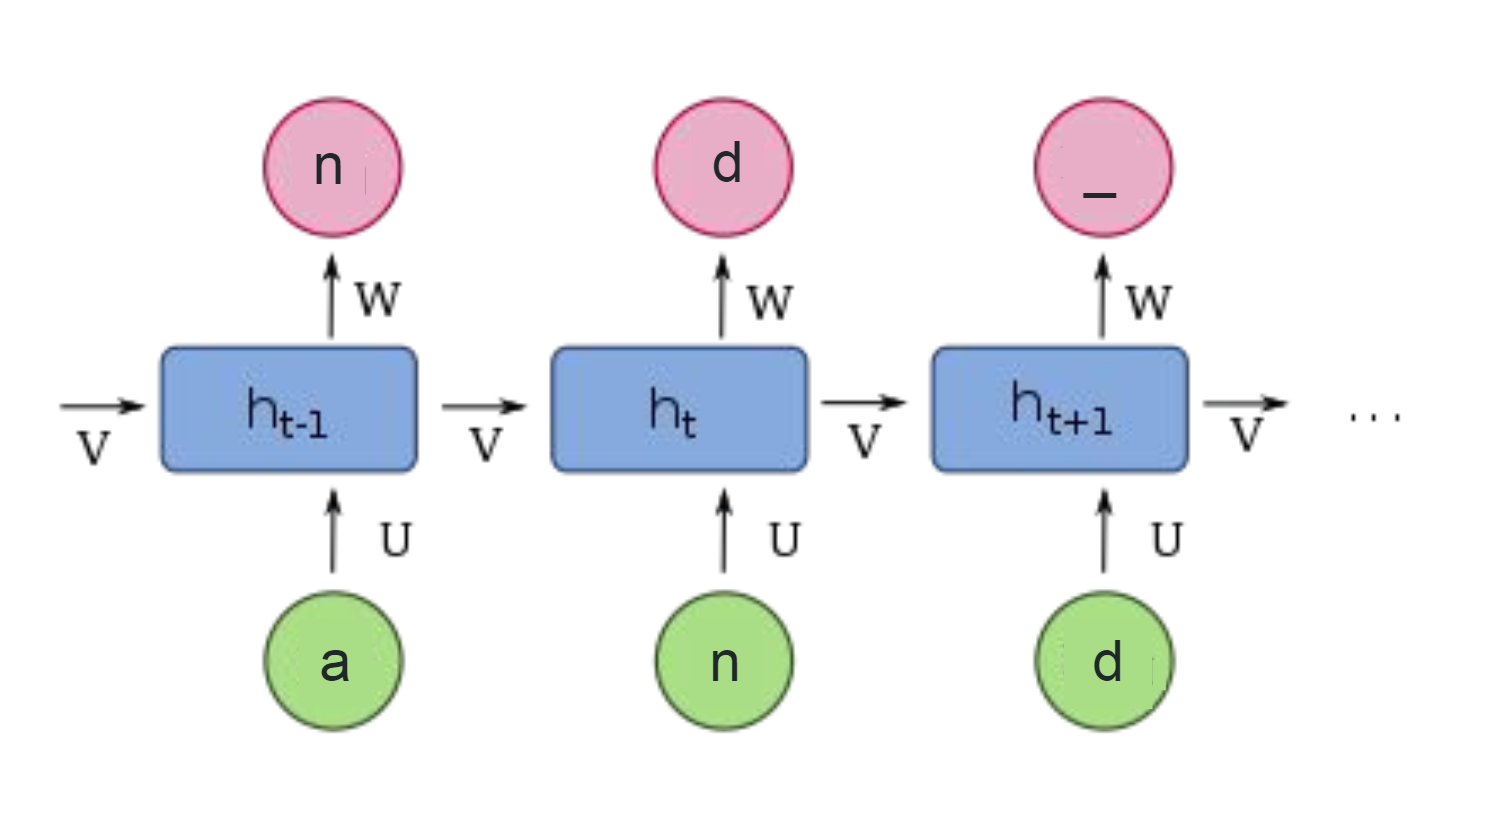 n d _
W W W
h_{t-1} h_t h_{t+1} ...
V V V V
U U U
a n d